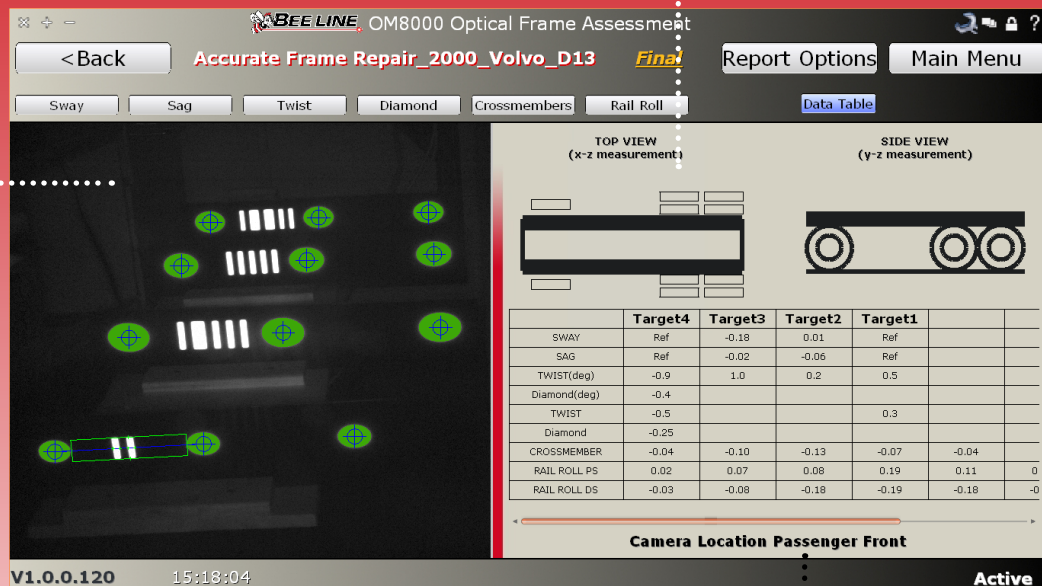 BEE LINE OM8000 Optical Frame Assessment ?
<Back Accurate Frame Repair_2000_Volvo_D13 Final Report Options Main Menu
Sway Sag Twist Diamond Crossmembers Rail Roll Data Table
TOP VIEW SIDE VIEW
(x-z measurement) (y-z measurement)
Target4 Target3 Target2 Target1
SWAY Ref -0.18 0.01 Ref
SAG Ref -0.02 -0.06 Ref
TWIST(deg) -0.9 1.0 0.2 0.5
Diamond(deg) -0.4
TWIST -0.5 0.3
Diamond -0.25
CROSSMEMBER -0.04 -0.10 -0.13 -0.07 -0.04
RAIL ROLL PS 0.02 0.07 0.08 0.19 0.11 0
RAIL ROLL DS -0.03 -0.08 -0.18 -0.19 -0.18 -0
Camera Location Passenger Front
V1.0.0.120 15:18:04 Active